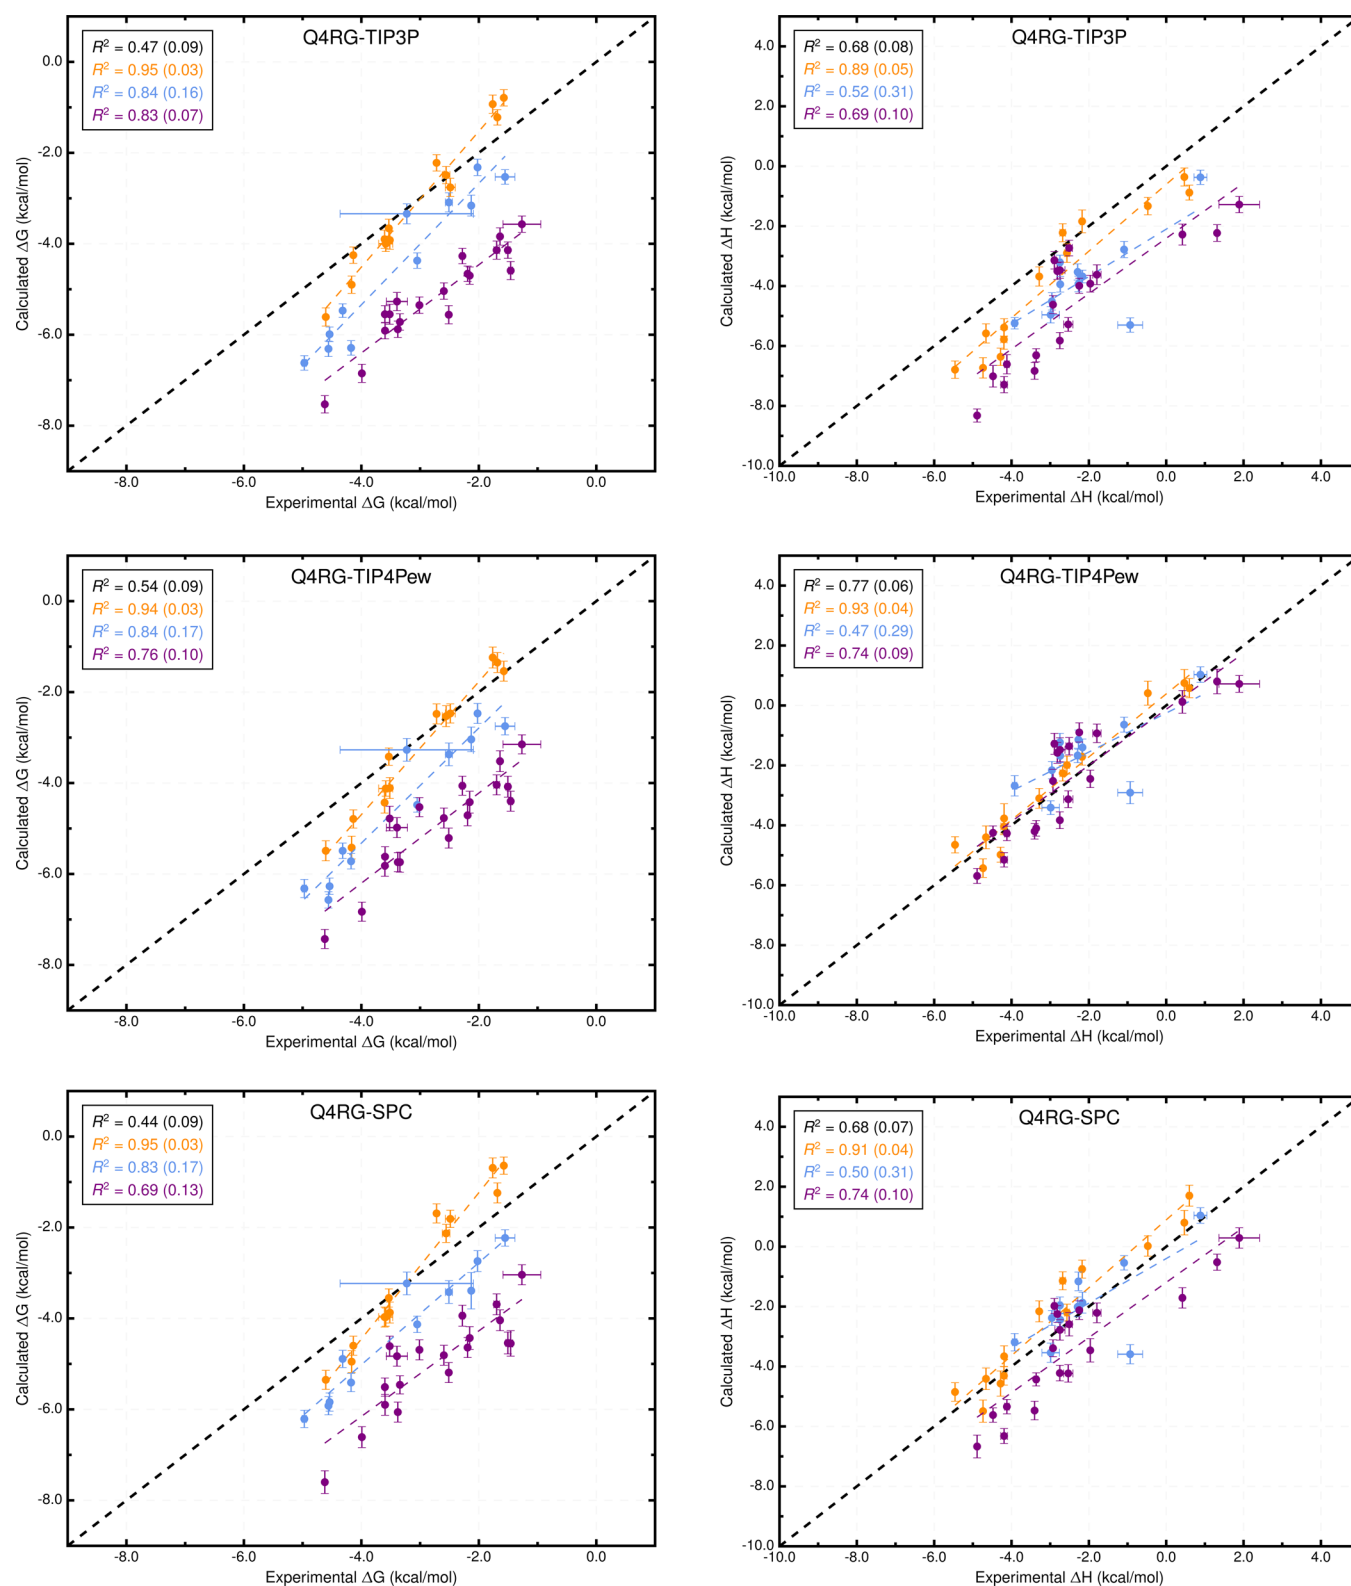 Q4RG-TIP3P
R² = 0.47 (0.09)
R² = 0.95 (0.03)
R² = 0.84 (0.16)
R² = 0.83 (0.07)
0.0
-2.0
-4.0
-6.0
-8.0
Calculated ΔG (kcal/mol)
-8.0 -6.0 -4.0 -2.0 0.0
Experimental ΔG (kcal/mol)
Q4RG-TIP3P
R² = 0.68 (0.08)
R² = 0.89 (0.05)
R² = 0.52 (0.31)
R² = 0.69 (0.10)
4.0
2.0
0.0
-2.0
-4.0
-6.0
-8.0
-10.0
Calculated ΔH (kcal/mol)
-10.0 -8.0 -6.0 -4.0 -2.0 0.0 2.0 4.0
Experimental ΔH (kcal/mol)
Q4RG-TIP4Pew
R² = 0.54 (0.09)
R² = 0.94 (0.03)
R² = 0.84 (0.17)
R² = 0.76 (0.10)
0.0
-2.0
-4.0
-6.0
-8.0
Calculated ΔG (kcal/mol)
-8.0 -6.0 -4.0 -2.0 0.0
Experimental ΔG (kcal/mol)
Q4RG-TIP4Pew
R² = 0.77 (0.06)
R² = 0.93 (0.04)
R² = 0.47 (0.29)
R² = 0.74 (0.09)
4.0
2.0
0.0
-2.0
-4.0
-6.0
-8.0
-10.0
Calculated ΔH (kcal/mol)
-10.0 -8.0 -6.0 -4.0 -2.0 0.0 2.0 4.0
Experimental ΔH (kcal/mol)
Q4RG-SPC
R² = 0.44 (0.09)
R² = 0.95 (0.03)
R² = 0.83 (0.17)
R² = 0.69 (0.13)
0.0
-2.0
-4.0
-6.0
-8.0
Calculated ΔG (kcal/mol)
-8.0 -6.0 -4.0 -2.0 0.0
Experimental ΔG (kcal/mol)
Q4RG-SPC
R² = 0.68 (0.07)
R² = 0.91 (0.04)
R² = 0.50 (0.31)
R² = 0.74 (0.10)
4.0
2.0
0.0
-2.0
-4.0
-6.0
-8.0
-10.0
Calculated ΔH (kcal/mol)
-10.0 -8.0 -6.0 -4.0 -2.0 0.0 2.0 4.0
Experimental ΔH (kcal/mol)